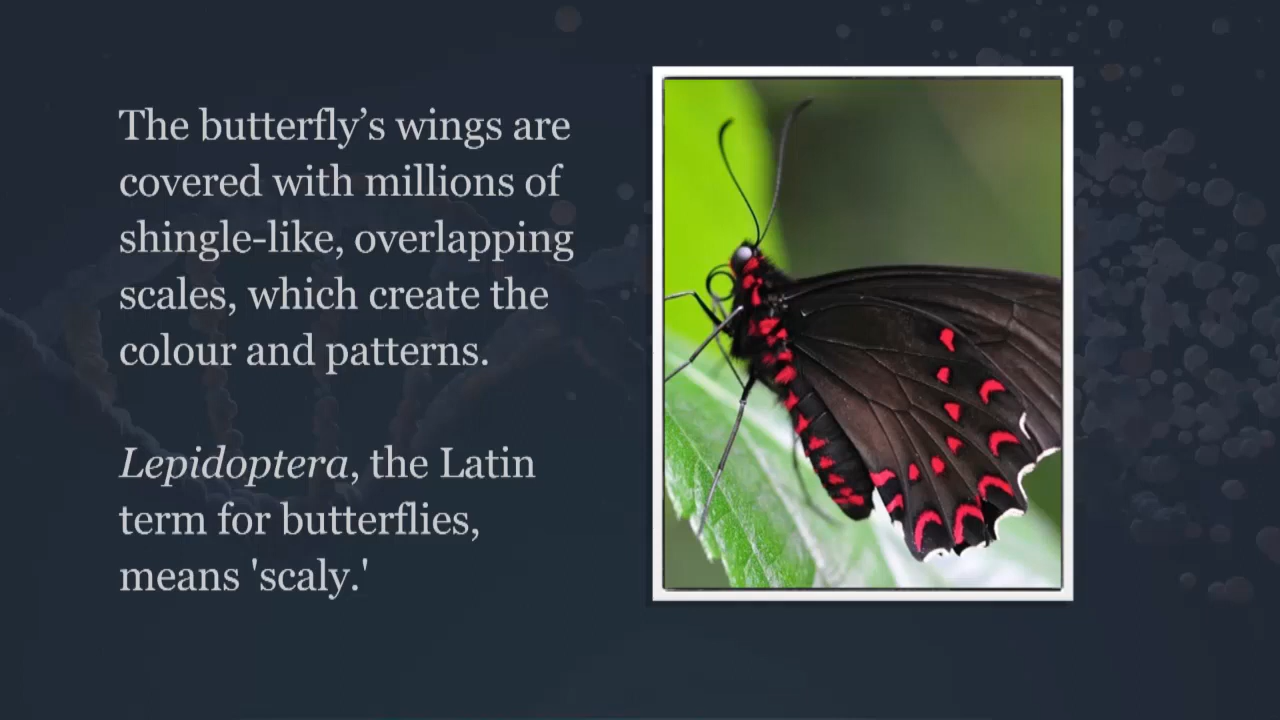 The butterfly’s wings are
covered with millions of
shingle-like, overlapping
scales, which create the
colour and patterns.
Lepidoptera, the Latin
term for butterflies,
means 'scaly.'